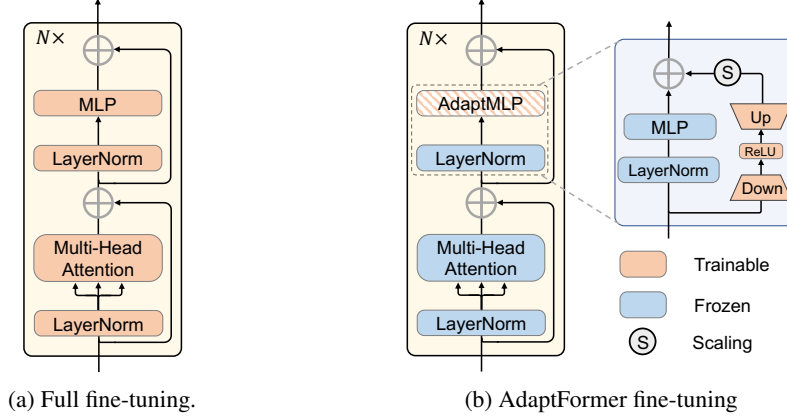 N×
MLP
LayerNorm
Multi-Head
Attention
LayerNorm
(a) Full fine-tuning.
N×
AdaptMLP
LayerNorm
Multi-Head
Attention
LayerNorm
S
MLP
LayerNorm
Up
ReLU
Down
Trainable
Frozen
S Scaling
(b) AdaptFormer fine-tuning